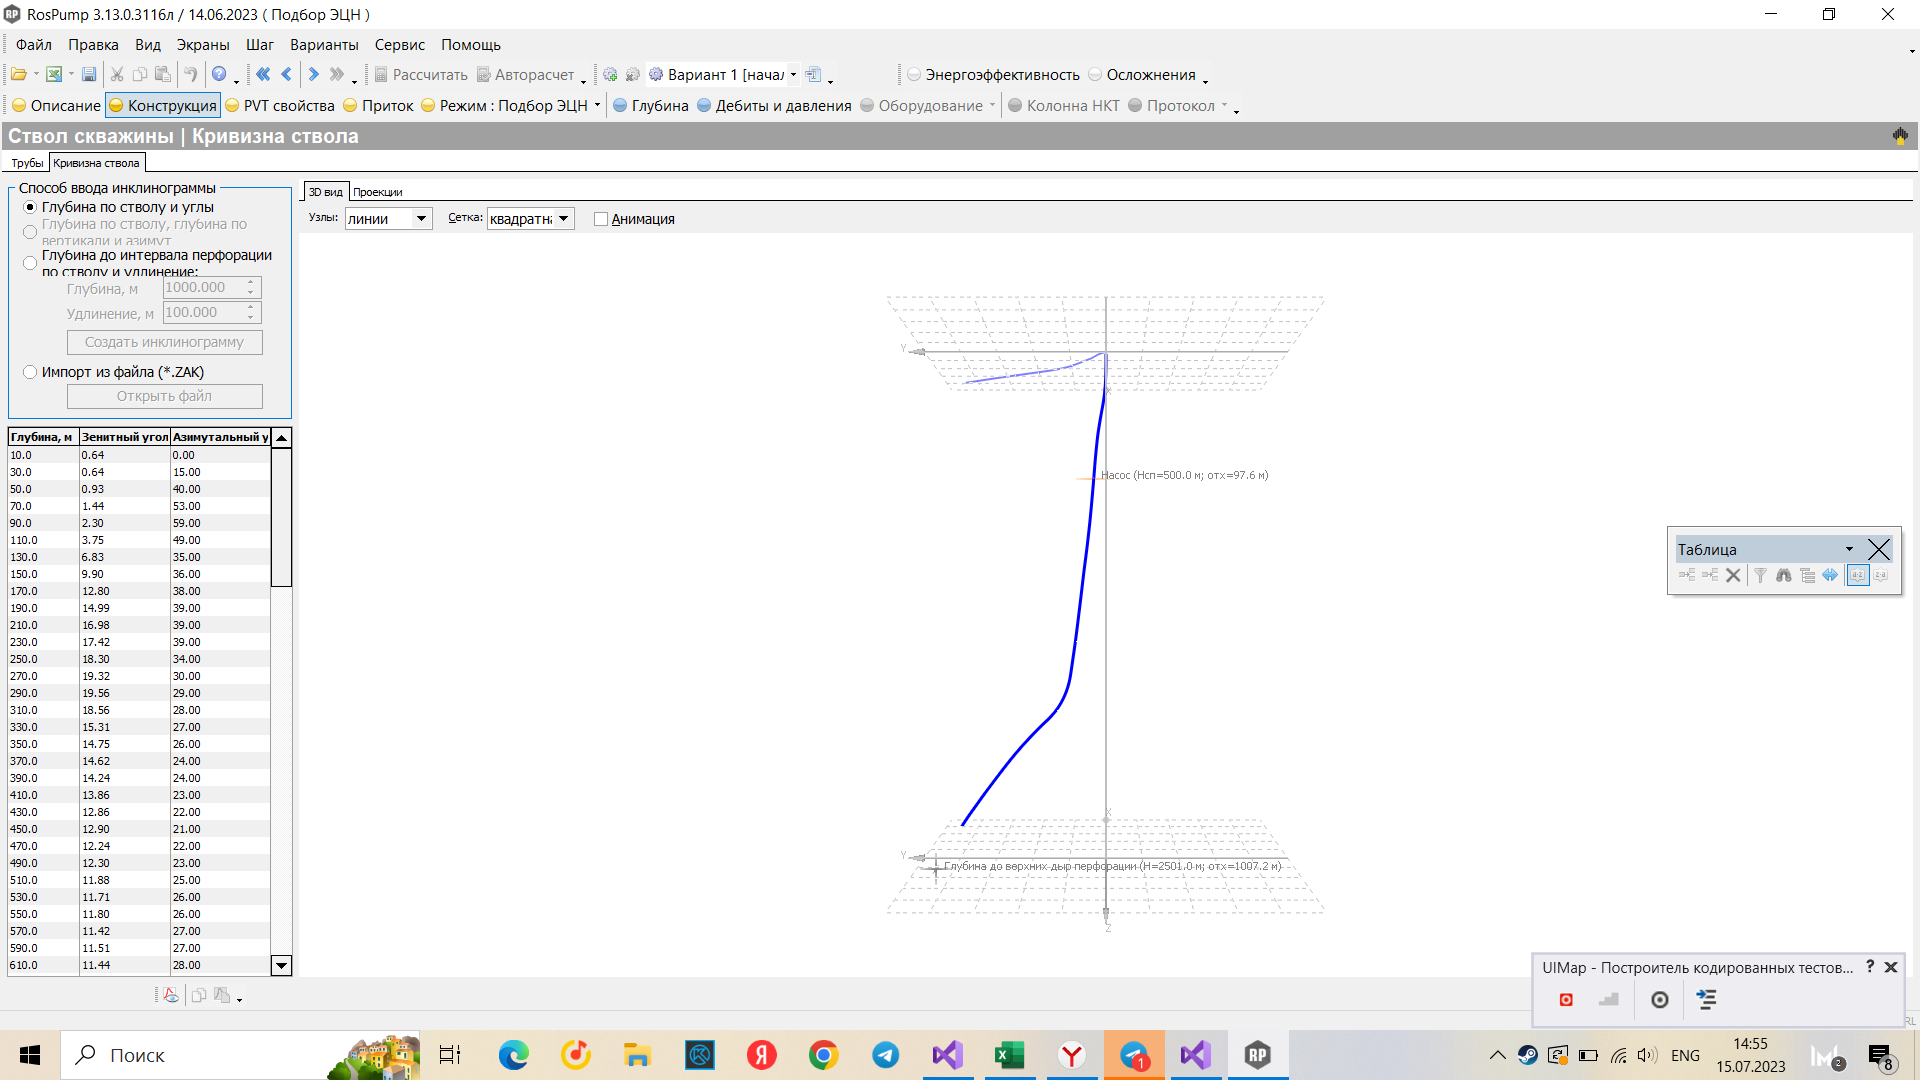 RosPump 3.13.0.3116л / 14.06.2023 ( Подбор ЭЦН )
Файл Правка Вид Экраны Шаг Варианты Сервис Помощь
Рассчитать Авторасчет Вариант 1 [начал Энергоэффективность Осложнения
Описание Конструкция PVT свойства Приток Режим : Подбор ЭЦН Глубина Дебиты и давления Оборудование Колонна НКТ Протокол
Ствол скважины | Кривизна ствола
Трубы Кривизна ствола
Способ ввода инклинограммы
Глубина по стволу и углы
Глубина по стволу, глубина по
вертикали и азимут
Глубина до интервала перфорации
по стволу и удлинение:
Глубина, м 1000.000
Удлинение, м 100.000
Создать инклинограмму
Импорт из файла (*.ZAK)
Открыть файл
3D вид Проекции
Узлы: линии Сетка: квадратна Анимация
Глубина, м Зенитный угол Азимутальный у
10.0 0.64 0.00
30.0 0.64 15.00
50.0 0.93 40.00
70.0 1.44 53.00
90.0 2.30 59.00
110.0 3.75 49.00
130.0 6.83 35.00
150.0 9.90 36.00
170.0 12.80 38.00
190.0 14.99 39.00
210.0 16.98 39.00
230.0 17.42 39.00
250.0 18.30 34.00
270.0 19.32 30.00
290.0 19.56 29.00
310.0 18.56 28.00
330.0 15.31 27.00
350.0 14.75 26.00
370.0 14.62 24.00
390.0 14.24 24.00
410.0 13.86 23.00
430.0 12.86 22.00
450.0 12.90 21.00
470.0 12.24 22.00
490.0 12.30 23.00
510.0 11.88 25.00
530.0 11.71 26.00
550.0 11.80 26.00
570.0 11.42 27.00
590.0 11.51 27.00
610.0 11.44 28.00
Y
X
Насос (Hсп=500.0 м; отх=97.6 м)
X
Y
Глубина до верхних дыр перфорации (H=2501.0 м; отх=1007.2 м)
Z
Таблица
UIMap - Построитель кодированных тестов...
RL
Поиск
1
RP
ENG
14:55
15.07.2023
2
8